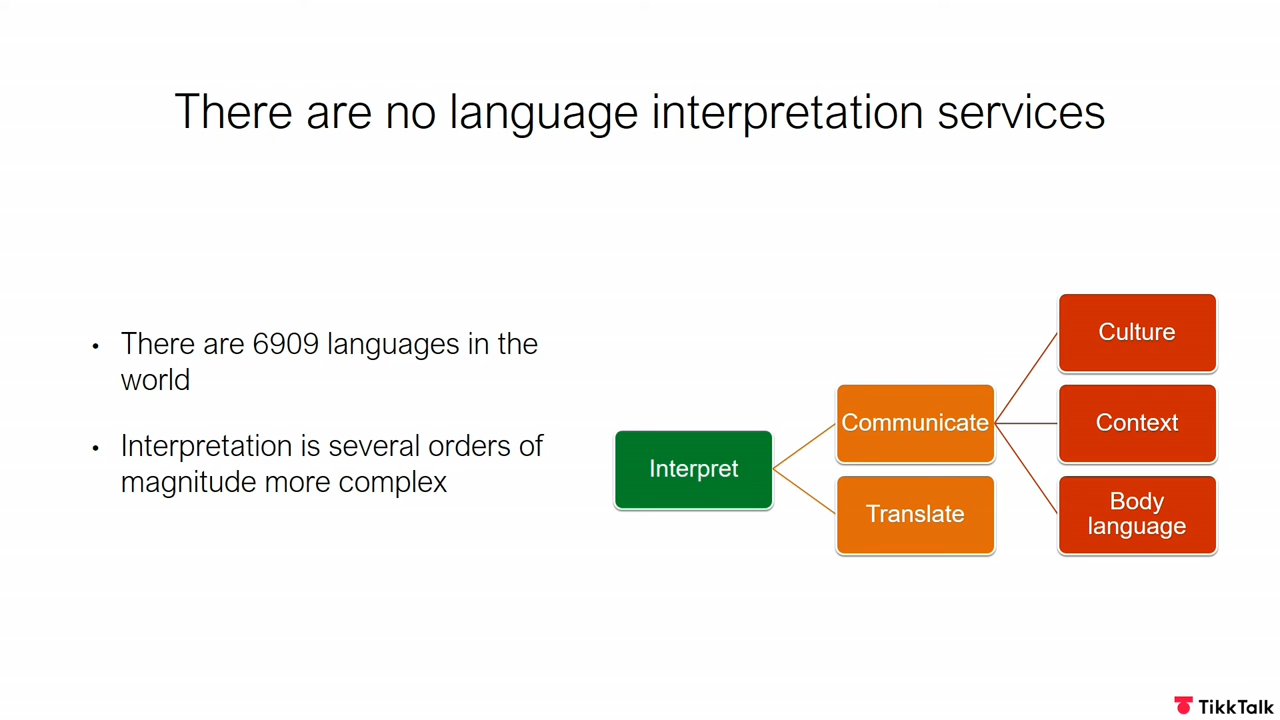 There are no language interpretation services
• There are 6909 languages in the
world
• Interpretation is several orders of
magnitude more complex
Interpret
Communicate
Translate
Culture
Context
Body
language
TikkTalk